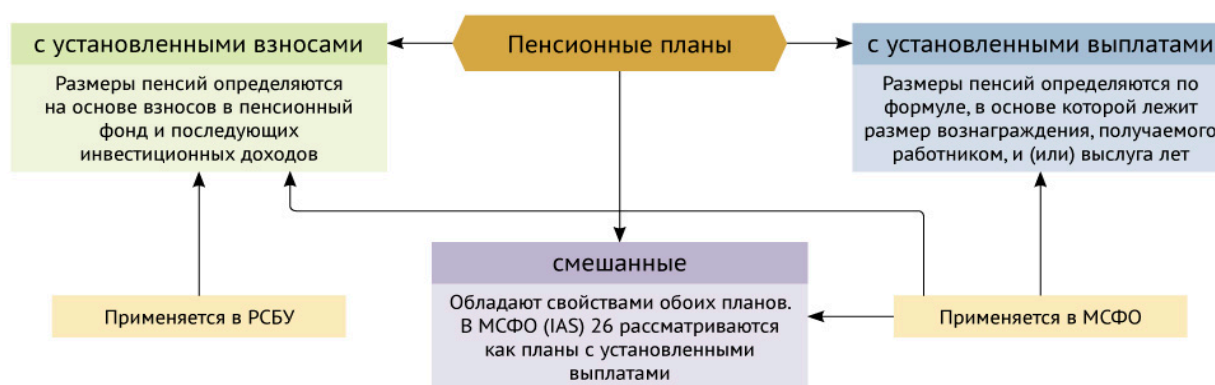 Пенсионные планы
с установленными взносами
Размеры пенсий определяются
на основе взносов в пенсионный
фонд и последующих
инвестиционных доходов
с установленными выплатами
Размеры пенсий определяются по
формуле, в основе которой лежит
размер вознаграждения, получаемого
работником, и (или) выслуга лет
смешанные
Обладают свойствами обоих планов.
В МСФО (IAS) 26 рассматриваются
как планы с установленными
выплатами
Применяется в РСБУ
Применяется в МСФО